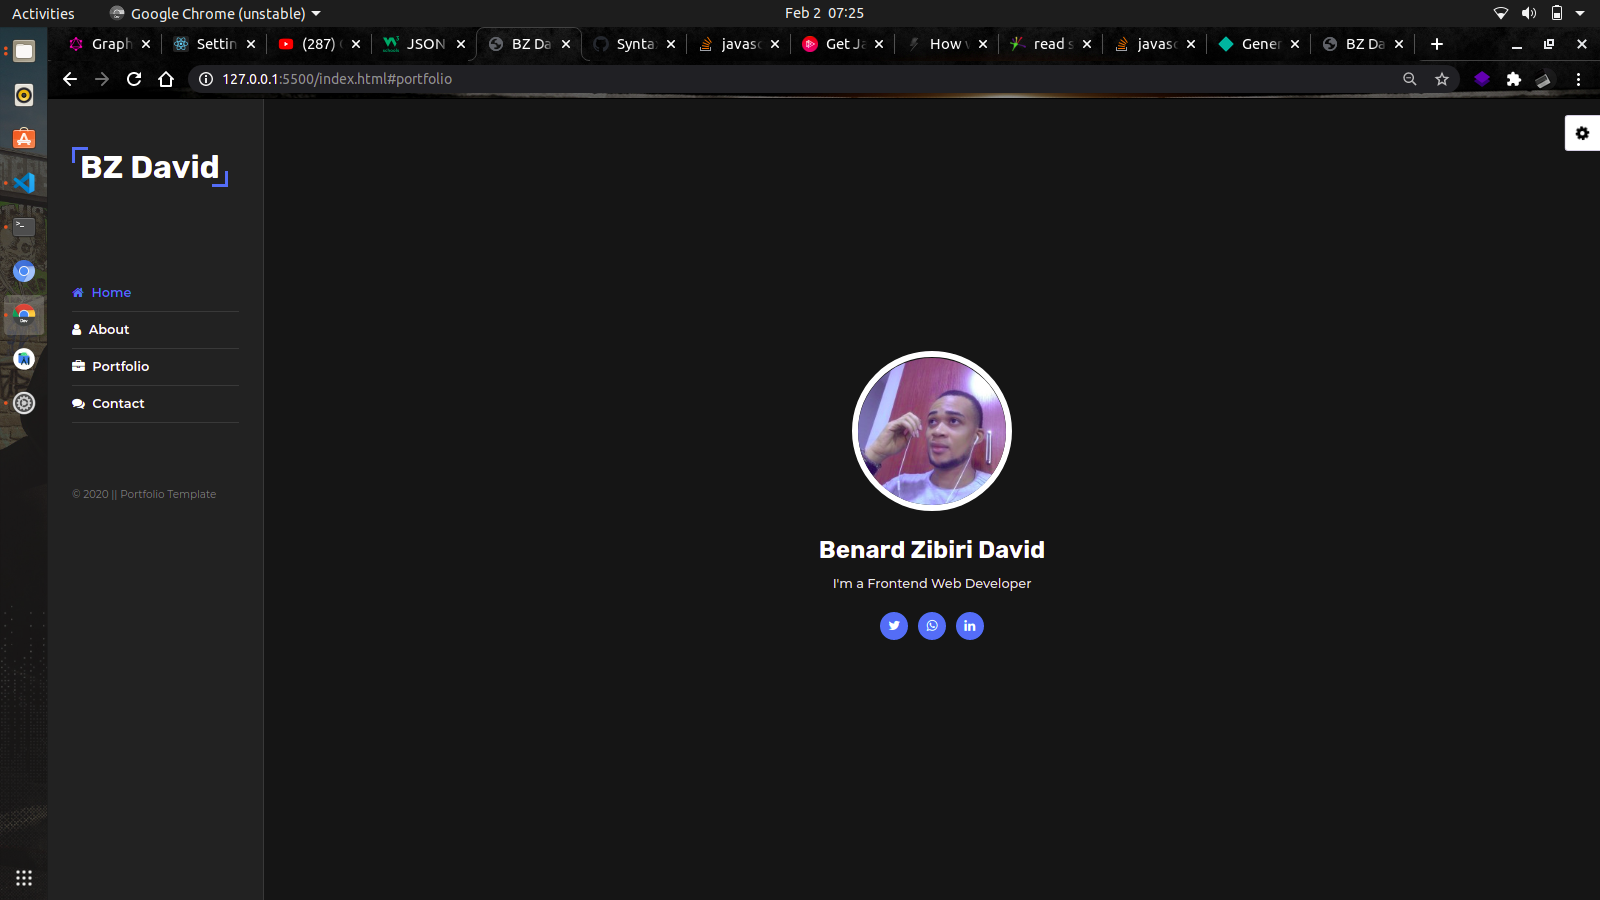 Activities
Google Chrome (unstable)
Feb 2 07:25
Graph
Settin
(287)
JSON
BZ Da
Synta
javasc
Get Ja
How
read s
javasc
Gener
BZ Da
127.0.0.1:5500/index.html#portfolio
BZ David
Home
About
Portfolio
Contact
© 2020 || Portfolio Template
Benard Zibiri David
I'm a Frontend Web Developer